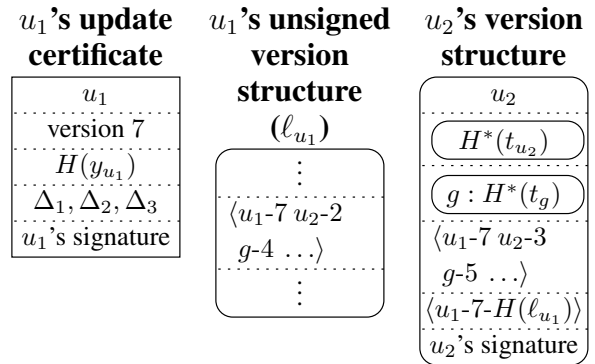 u₁'s update
certificate
u₁
version 7
H(y_{u₁})
Δ₁, Δ₂, Δ₃
u₁'s signature
u₁'s unsigned
version
structure
(ℓ_{u₁})
⋮
⟨u₁-7 u₂-2
g-4 …⟩
⋮
u₂'s version
structure
u₂
H*(t_{u₂})
g : H*(t_g)
⟨u₁-7 u₂-3
g-5 …⟩
⟨u₁-7-H(ℓ_{u₁})⟩
u₂'s signature